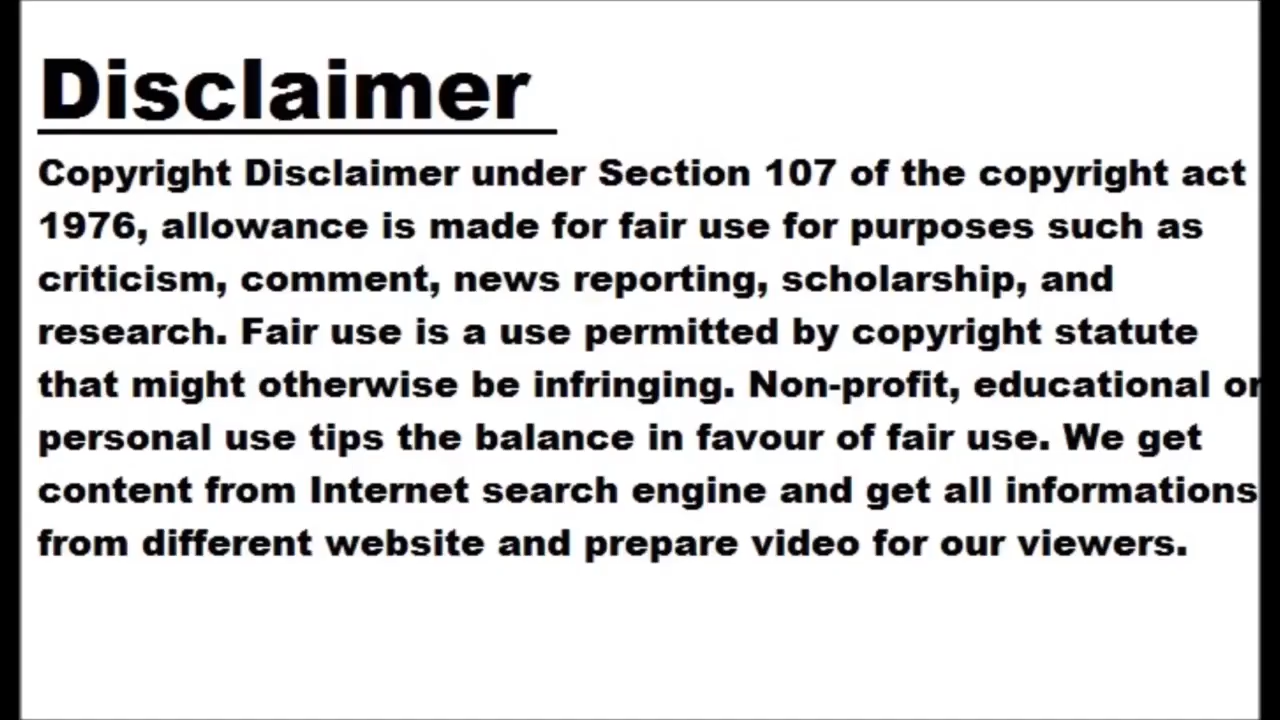 Disclaimer
Copyright Disclaimer under Section 107 of the copyright act
1976, allowance is made for fair use for purposes such as
criticism, comment, news reporting, scholarship, and
research. Fair use is a use permitted by copyright statute
that might otherwise be infringing. Non-profit, educational or
personal use tips the balance in favour of fair use. We get
content from Internet search engine and get all informations
from different website and prepare video for our viewers.